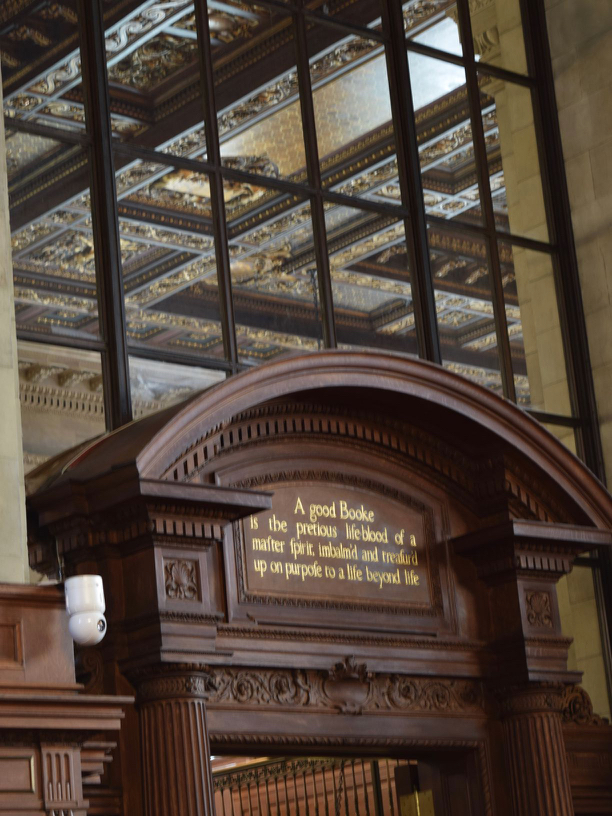 A good Booke
is the pretious life-blood of a
maſter ſpirit, imbalm'd and treaſur'd
up on purpoſe to a life beyond life